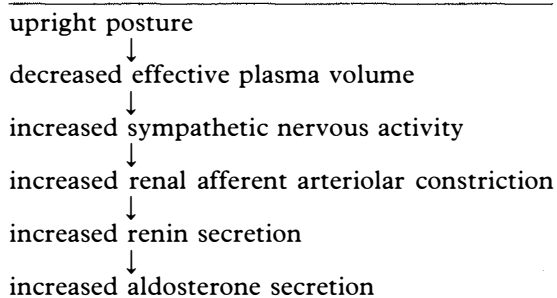 upright posture
↓
decreased effective plasma volume
↓
increased sympathetic nervous activity
↓
increased renal afferent arteriolar constriction
↓
increased renin secretion
↓
increased aldosterone secretion